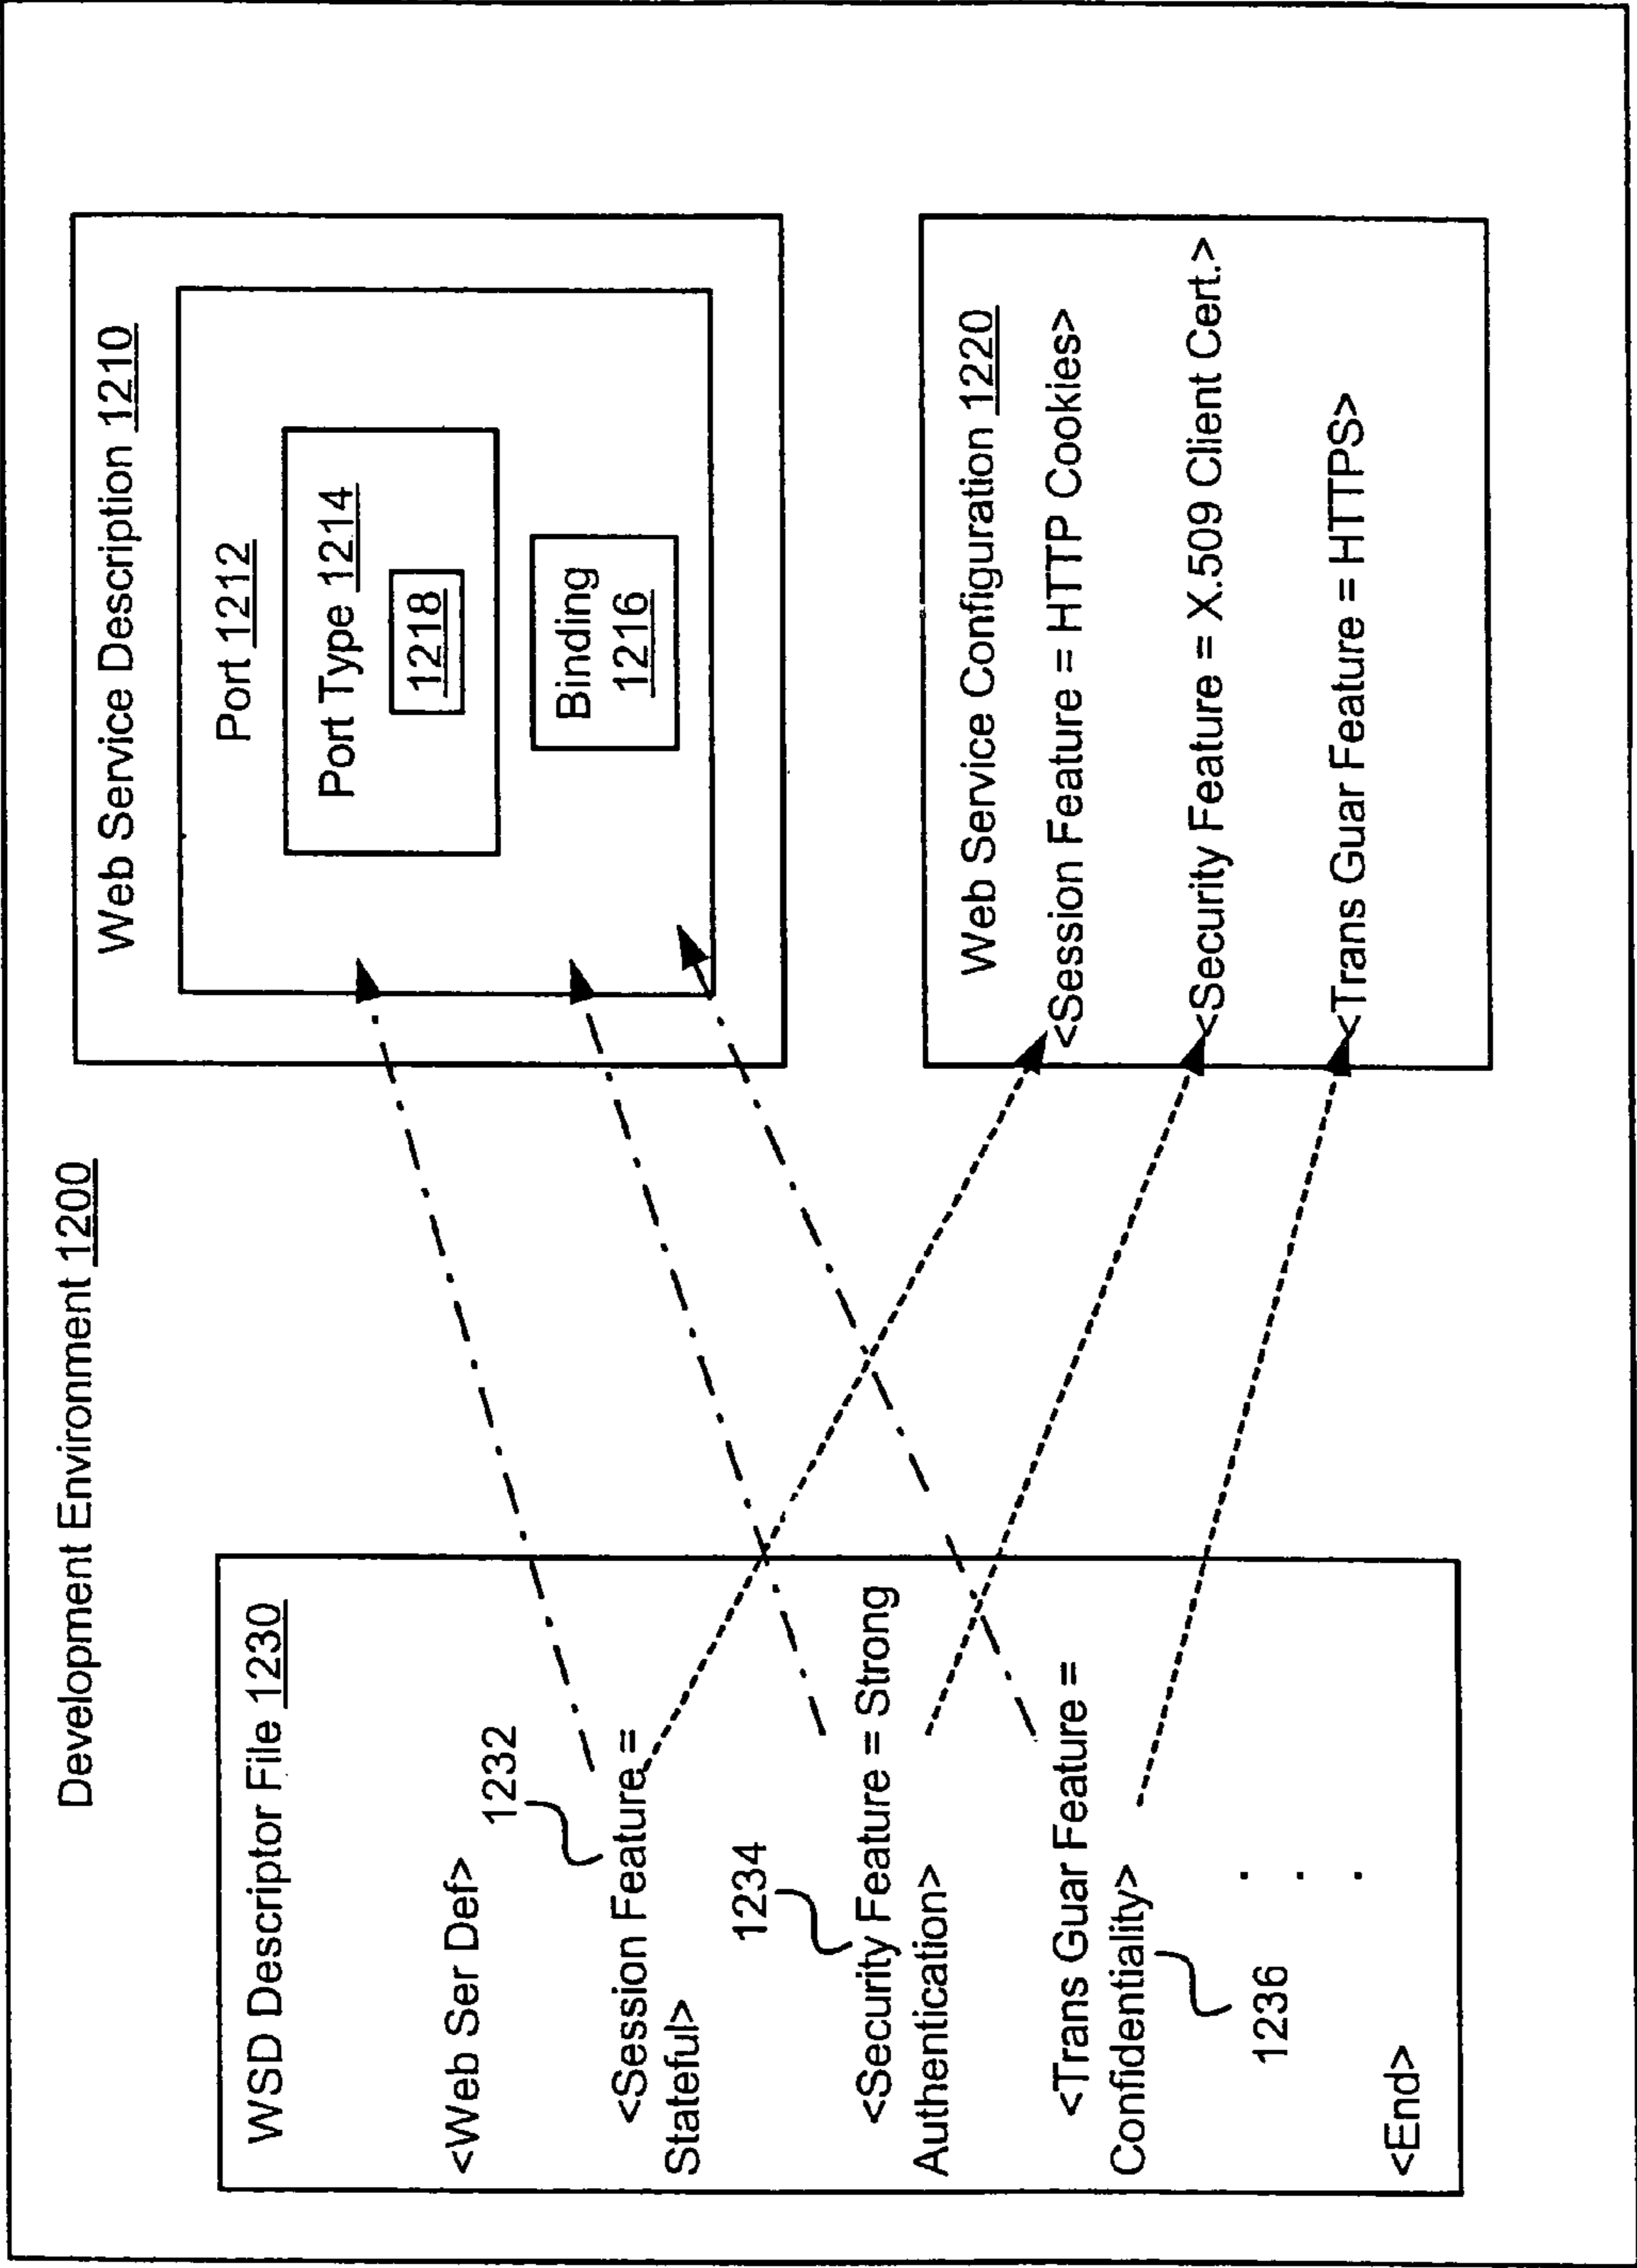 Development Environment 1200
WSD Descriptor File 1230
<Web Ser Def>
1232
<Session Feature =
Stateful>
1234
<Security Feature = Strong
Authentication>
<Trans Guar Feature =
Confidentiality>
1236
.
.
.
<End>
Web Service Description 1210
Port 1212
Port Type 1214
1218
Binding
1216
Web Service Configuration 1220
<Session Feature = HTTP Cookies>
<Security Feature = X.509 Client Cert.>
<Trans Guar Feature = HTTPS>